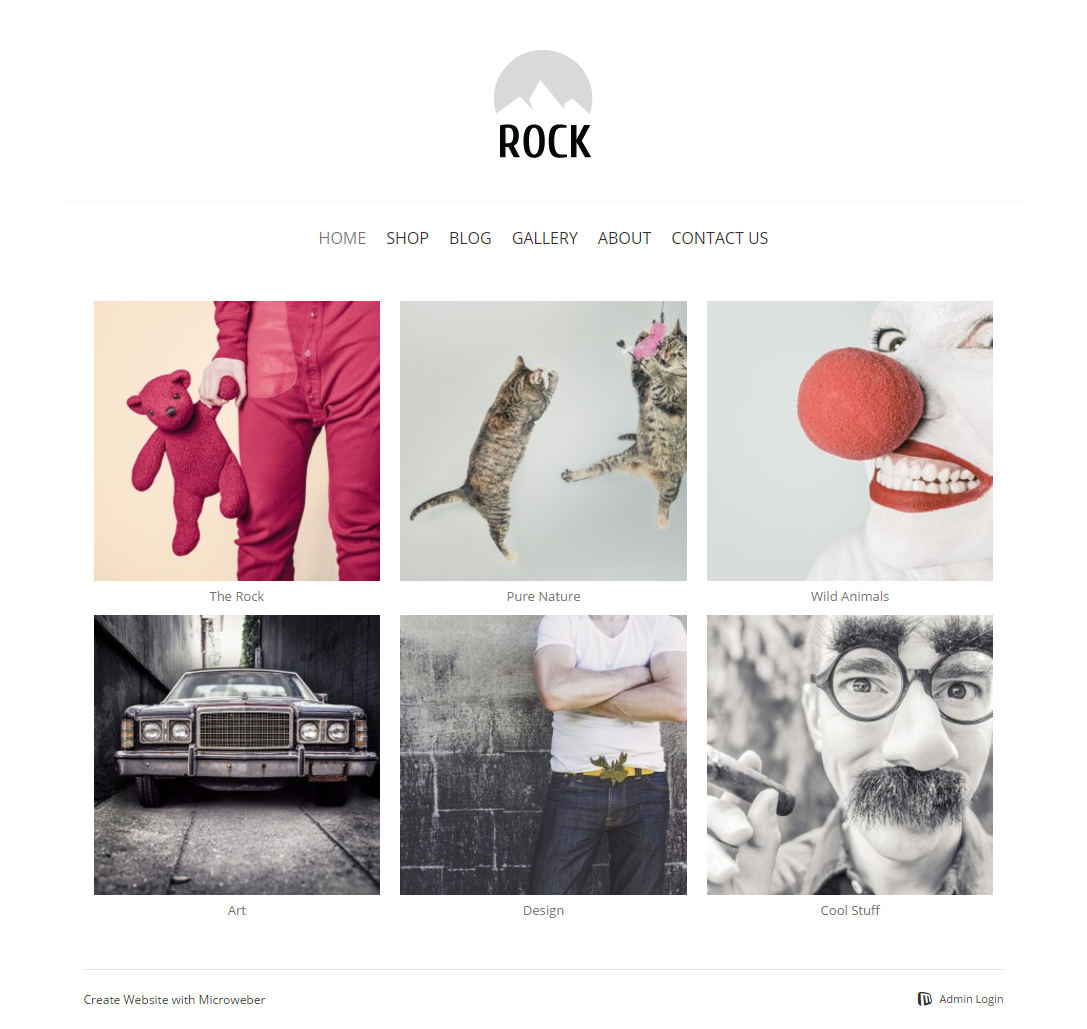 ROCK
HOME SHOP BLOG GALLERY ABOUT CONTACT US
The Rock Pure Nature Wild Animals
Art Design Cool Stuff
Create Website with Microweber Admin Login